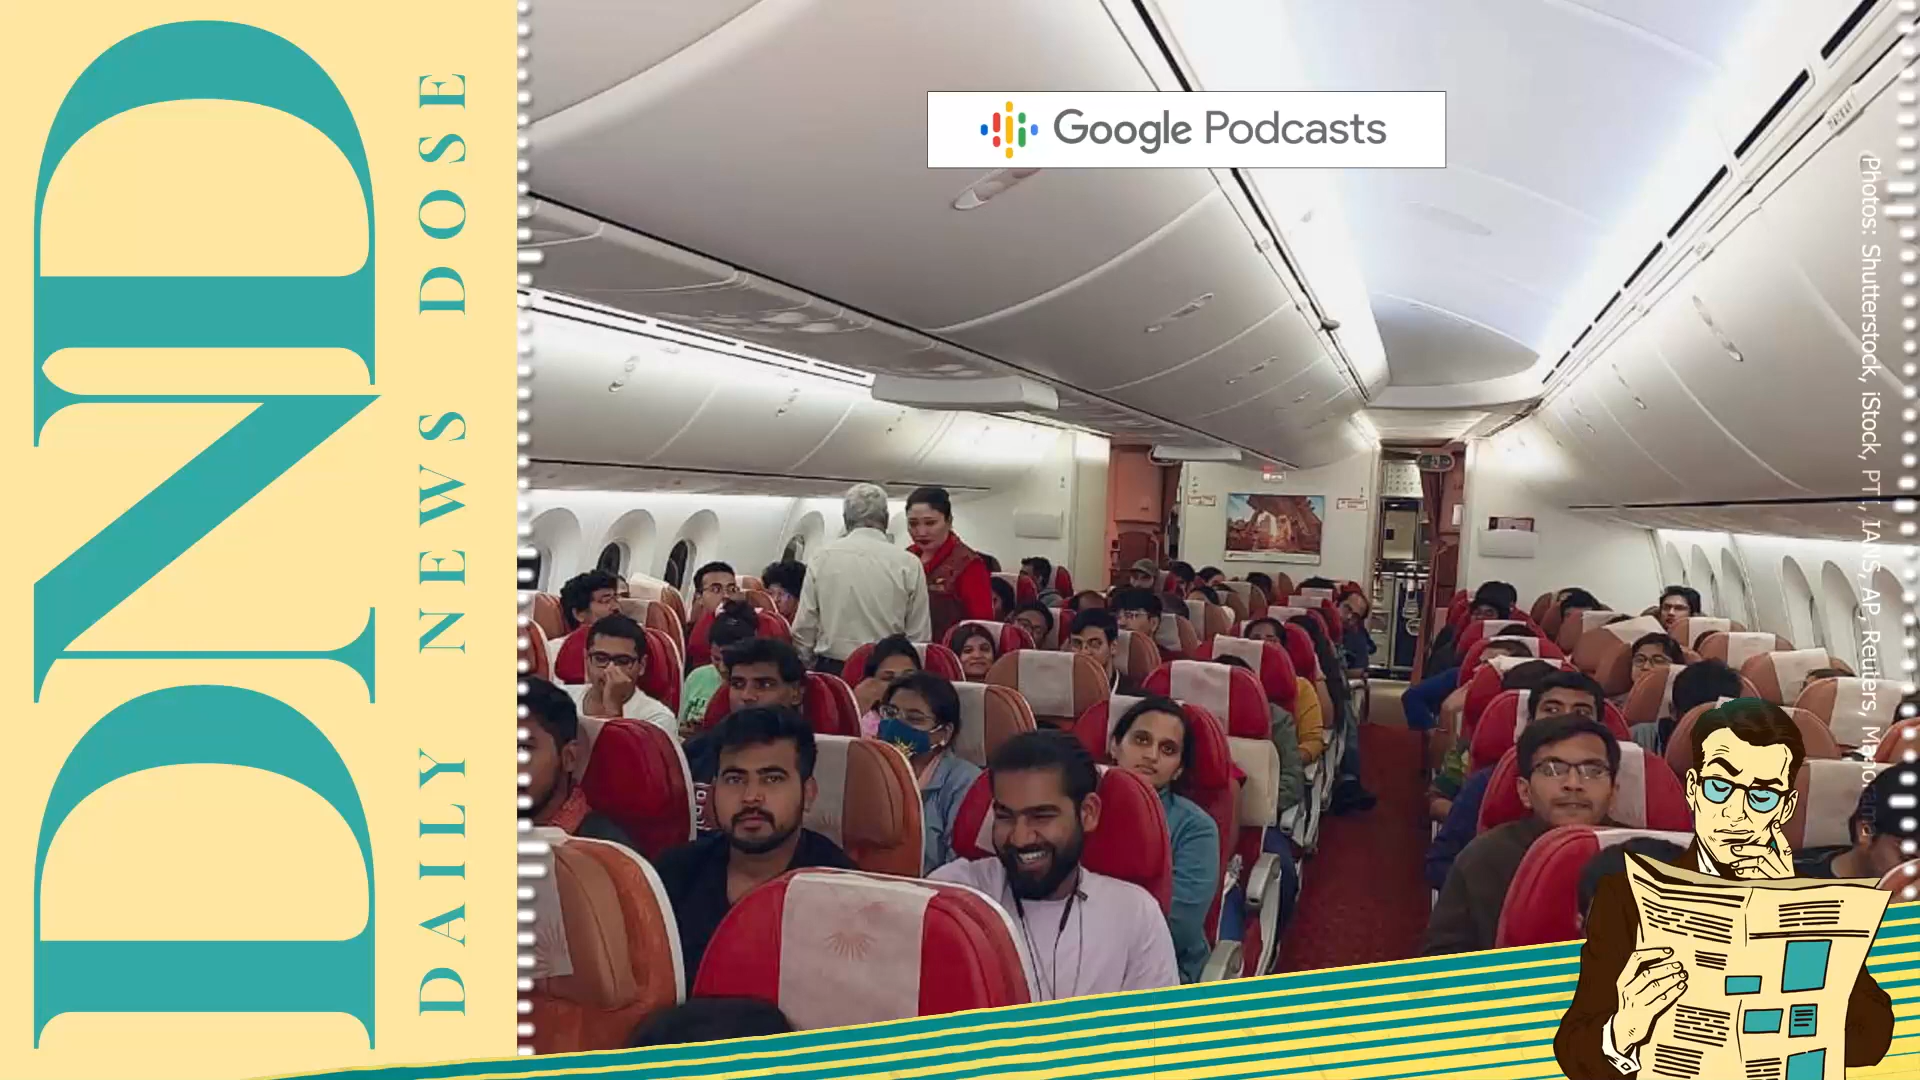 DND
DAILY NEWS DOSE
Google Podcasts
Photos: Shutterstock, iStock, PTI, IANS, AP, Reuters,